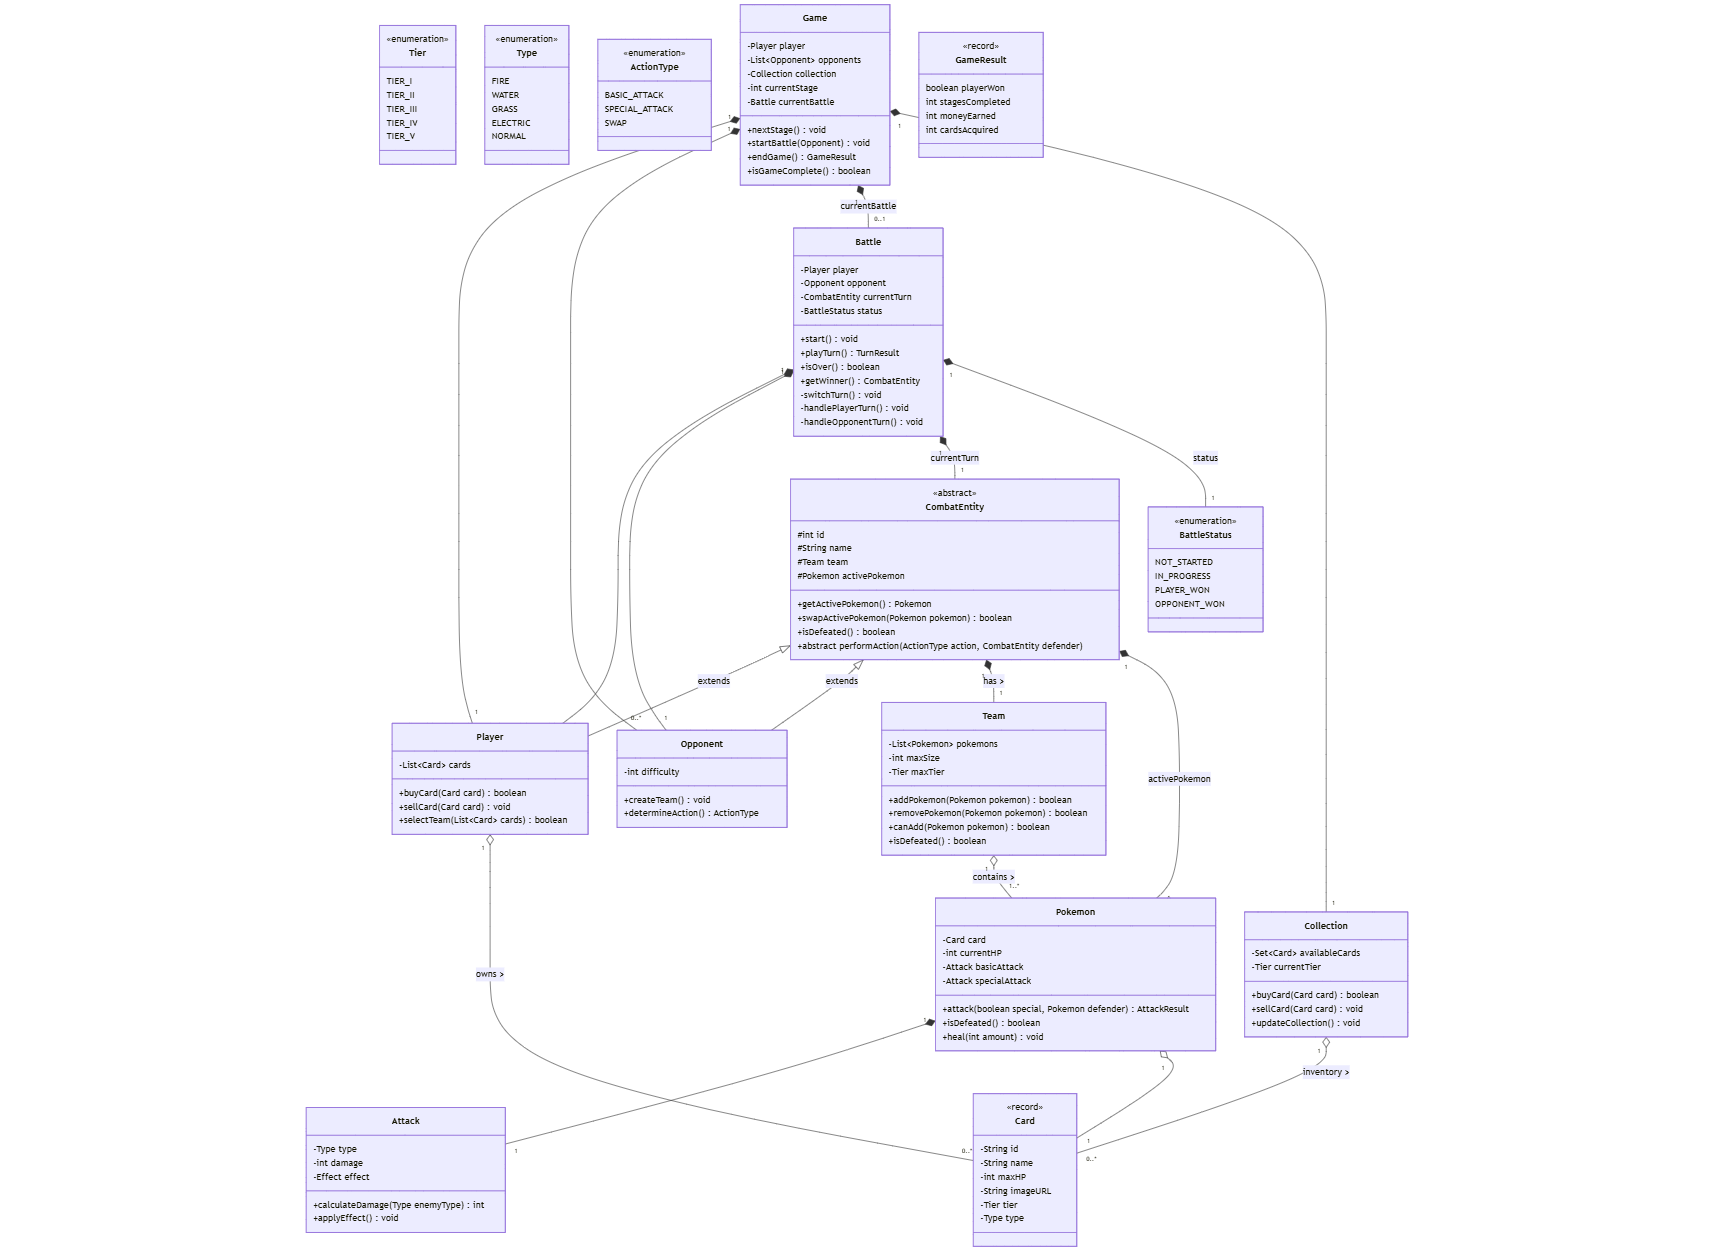 «enumeration»
Tier
TIER_I
TIER_II
TIER_III
TIER_IV
TIER_V
«enumeration»
Type
FIRE
WATER
GRASS
ELECTRIC
NORMAL
«enumeration»
ActionType
BASIC_ATTACK
SPECIAL_ATTACK
SWAP
Game
-Player player
-List<Opponent> opponents
-Collection collection
-int currentStage
-Battle currentBattle
+nextStage() : void
+startBattle(Opponent) : void
+endGame() : GameResult
+isGameComplete() : boolean
«record»
GameResult
boolean playerWon
int stagesCompleted
int moneyEarned
int cardsAcquired
1
1
1
1
currentBattle
0..1
Battle
-Player player
-Opponent opponent
-CombatEntity currentTurn
-BattleStatus status
+start() : void
+playTurn() : TurnResult
+isOver() : boolean
+getWinner() : CombatEntity
-switchTurn() : void
-handlePlayerTurn() : void
-handleOpponentTurn() : void
1
1
1
currentTurn
1
status
1
«abstract»
CombatEntity
#int id
#String name
#Team team
#Pokemon activePokemon
+getActivePokemon() : Pokemon
+swapActivePokemon(Pokemon pokemon) : boolean
+isDefeated() : boolean
+abstract performAction(ActionType action, CombatEntity defender)
«enumeration»
BattleStatus
NOT_STARTED
IN_PROGRESS
PLAYER_WON
OPPONENT_WON
extends
extends
1
has >
1
1
1
0..*
1
Player
-List<Card> cards
+buyCard(Card card) : boolean
+sellCard(Card card) : void
+selectTeam(List<Card> cards) : boolean
Opponent
-int difficulty
+createTeam() : void
+determineAction() : ActionType
Team
-List<Pokemon> pokemons
-int maxSize
-Tier maxTier
+addPokemon(Pokemon pokemon) : boolean
+removePokemon(Pokemon pokemon) : boolean
+canAdd(Pokemon pokemon) : boolean
+isDefeated() : boolean
activePokemon
1
1
contains >
1..*
1
Pokemon
-Card card
-int currentHP
-Attack basicAttack
-Attack specialAttack
+attack(boolean special, Pokemon defender) : AttackResult
+isDefeated() : boolean
+heal(int amount) : void
Collection
-Set<Card> availableCards
-Tier currentTier
+buyCard(Card card) : boolean
+sellCard(Card card) : void
+updateCollection() : void
owns >
1
1
1
inventory >
Attack
-Type type
-int damage
-Effect effect
+calculateDamage(Type enemyType) : int
+applyEffect() : void
1
0..*
«record»
Card
-String id
-String name
-int maxHP
-String imageURL
-Tier tier
-Type type
1
0..*